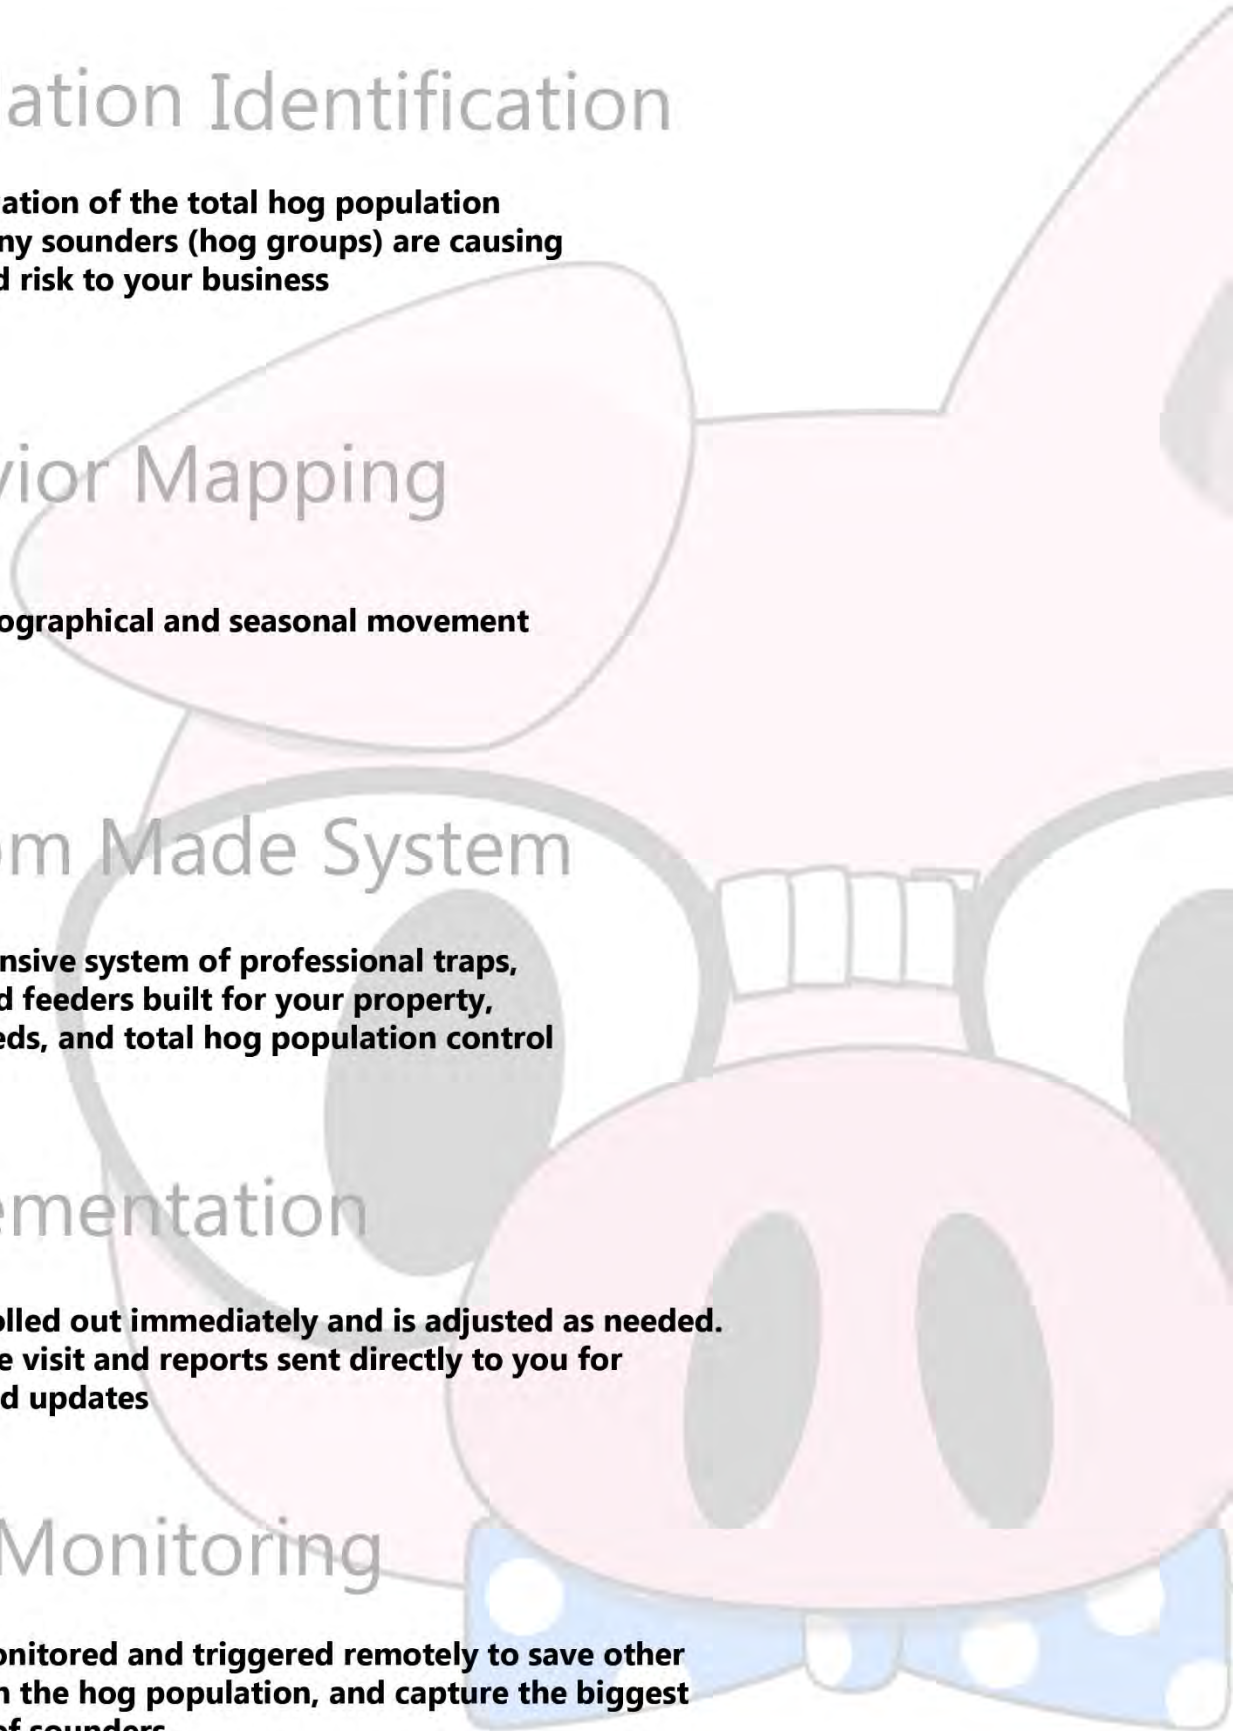 ation Identification
ation of the total hog population
ny sounders (hog groups) are causing
d risk to your business
vior Mapping
ographical and seasonal movement
om Made System
nsive system of professional traps,
d feeders built for your property,
eds, and total hog population control
ementation
olled out immediately and is adjusted as needed.
e visit and reports sent directly to you for
d updates
Monitoring
onitored and triggered remotely to save other
n the hog population, and capture the biggest
of sounders